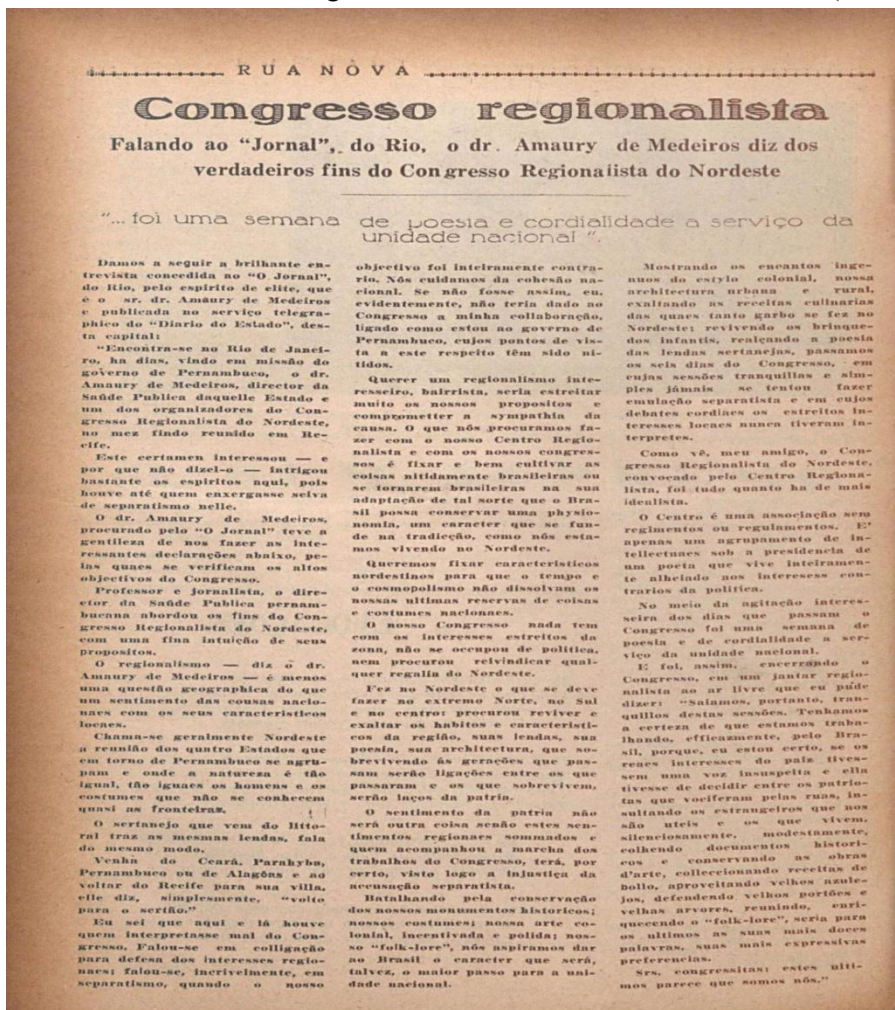 RUA NÔVA
Congresso regionalista
Falando ao "Jornal", do Rio, o dr. Amaury de Medeiros diz dos
verdadeiros fins do Congresso Regionalista do Nordeste
"... foi uma semana de poesia e cordialidade a serviço da
unidade nacional".
Damos a seguir a brilhante en-
trevista concedida ao "O Jornal",
do Rio, pelo espirito de elite, que
é o sr. dr. Amaury de Medeiros
e publicada no serviço telegra-
phico do "Diario do Estado", des-
ta capital:
"Encontra-se no Rio de Janei-
ro, ha dias, vindo em missão do
governo de Pernambuco, o dr.
Amaury de Medeiros, director da
Saúde Publica daquelle Estado e
um dos organizadores do Con-
gresso Regionalista do Nordeste,
no mez findo reunido em Re-
cife.
Este certamen interessou — e
por que não dizel-o — intrigou
bastante os espiritos aqui, pois
houve até quem enxergasse seiva
de separatismo nelle.
O dr. Amaury de Medeiros,
procurado pelo "O Jornal" teve a
gentileza de nos fazer as inte-
ressantes declarações abaixo, pe-
las quaes se verificam os altos
objectivos do Congresso.
Professor e jornalista, o dire-
ctor da Saúde Publica pernam-
bucana abordou os fins do Con-
gresso Regionalista do Nordeste,
com uma fina intuição de seus
propositos.
O regionalismo — diz o dr.
Amaury de Medeiros — é menos
uma questão geographica do que
um sentimento das cousas nacio-
naes com os seus caracteristicos
locaes.
Chama-se geralmente Nordeste
a reunião dos quatro Estados que
em torno de Pernambuco se agru-
pam e onde a natureza é tão
igual, tão iguaes os homens e os
costumes que não se conhecem
quasi as fronteiras.
O sertanejo que vem do litto-
ral traz as mesmas lendas, fala
do mesmo modo.
Venha do Ceará, Parahyba,
Pernambuco ou de Alagôas e ao
voltar do Recife para sua villa,
elle diz, simplesmente, "volto
para o sertão."
Eu sei que aqui e lá houve
quem interpretasse mal do Con-
gresso. Falou-se em colligação
para defesa dos interesses regio-
naes; falou-se, incrivelmente, em
separatismo, quando o nosso
objectivo foi inteiramente contra-
rio. Nós cuidamos da cohesão na-
cional. Se não fosse assim, eu,
evidentemente, não teria dado ao
Congresso a minha collaboração,
ligado como estou ao governo de
Pernambuco, cujos pontos de vis-
ta a este respeito têm sido ni-
tidos.
Querer um regionalismo inte-
resseiro, bairrista, seria estreitar
muito os nossos propositos e
comprometter a sympathia da
causa. O que nós procuramos fa-
zer com o nosso Centro Regio-
nalista e com os nossos congres-
sos é fixar e bem cultivar as
coisas nitidamente brasileiras ou
se tornarem brasileiras na sua
adaptação de tal sorte que o Bra-
sil possa conservar uma physio-
nomia, um caracter que se fun-
de na tradicção, como nós esta-
mos vivendo no Nordeste.
Queremos fixar caracteristicos
nordestinos para que o tempo e
o cosmopolismo não dissolvam os
nossas ultimas reservas de coisas
e costumes nacionaes.
O nosso Congresso nada tem
com os interesses estreitos da
zona, não se occupou de politica,
nem procurou reivindicar qual-
quer regalia do Nordeste.
Fez no Nordeste o que se deve
fazer no extremo Norte, no Sul
e no centro: procurou reviver e
exaltar os habitos e caracteristi-
cos da região, suas lendas, sua
poesia, sua architectura, que so-
brevivendo ás gerações que pas-
sam serão ligações entre os que
passaram e os que sobrevivem,
serão laços da patria.
O sentimento da patria não
será outra coisa senão estes sen-
timentos regionaes sommados e
quem acompanhou a marcha dos
trabalhos do Congresso, terá, por
certo, visto logo a injustiça da
accusação separatista.
Batalhando pela conservação
dos nossos monumentos historicos;
nossos costumes; nossa arte co-
lonial, incentivada e polida; nos-
so "folk-lore", nós aspiramos dar
ao Brasil o caracter que será,
talvez, o maior passo para a uni-
dade nacional.
Mostrando os encantos inge-
nuos do estylo colonial, nossa
architectura urbana e rural,
exaltando as receitas culinarias
das quaes tanto garbo se fez no
Nordeste; revivendo os brinque-
dos infantis, realçando a poesia
das lendas sertanejas, passamos
os seis dias do Congresso, em
cujas sessões tranquillas e sim-
ples jámais se tentou fazer
emulação separatista e em cujos
debates cordiaes os estreitos in-
teresses locaes nunca tiveram in-
terpretes.
Como vê, meu amigo, o Con-
gresso Regionalista do Nordeste,
convocado pelo Centro Regiona-
lista, foi tudo quanto ha de mais
idealista.
O Centro é uma associação sem
regimentos ou regulamentos. E'
apenas um agrupamento de in-
tellectuaes sob a presidencia de
um poeta que vive inteiramen-
te alheiado aos interesess con-
trarios da politica.
No meio da agitação interes-
seira dos dias que passam o
Congresso foi uma semana de
poesia e de cordialidade a ser-
viço da unidade nacional.
E foi, assim, encerrando o
Congresso, em um jantar regio-
nalista ao ar livre que eu pude
dizer: "Saiamos, portanto, tran-
quillos destas sessões. Tenhamos
a certeza de que estamos traba-
lhando, efficazmente, pelo Bra-
sil, porque, eu estou certo, se os
reaes interesses do paiz tives-
sem uma voz insuspeita e ella
tivesse de decidir entre os patrio-
tas que vociferam pelas ruas, in-
sultando os estrangeiros que nos
são uteis e os que vivem,
silenciosamente, modestamente,
colhendo documentos histori-
cos e conservando as obras
d'arte, colleccionando receitas de
bollo, aproveitando velhos azule-
jos, defendendo velhos portões e
velhas arvores, reunindo, enri-
quecendo o "folk-lore", seria para
os ultimos as suas mais doces
palavras, suas mais expressivas
preferencias.
Srs. congressitas: estes ulti-
mos parece que somos nós."